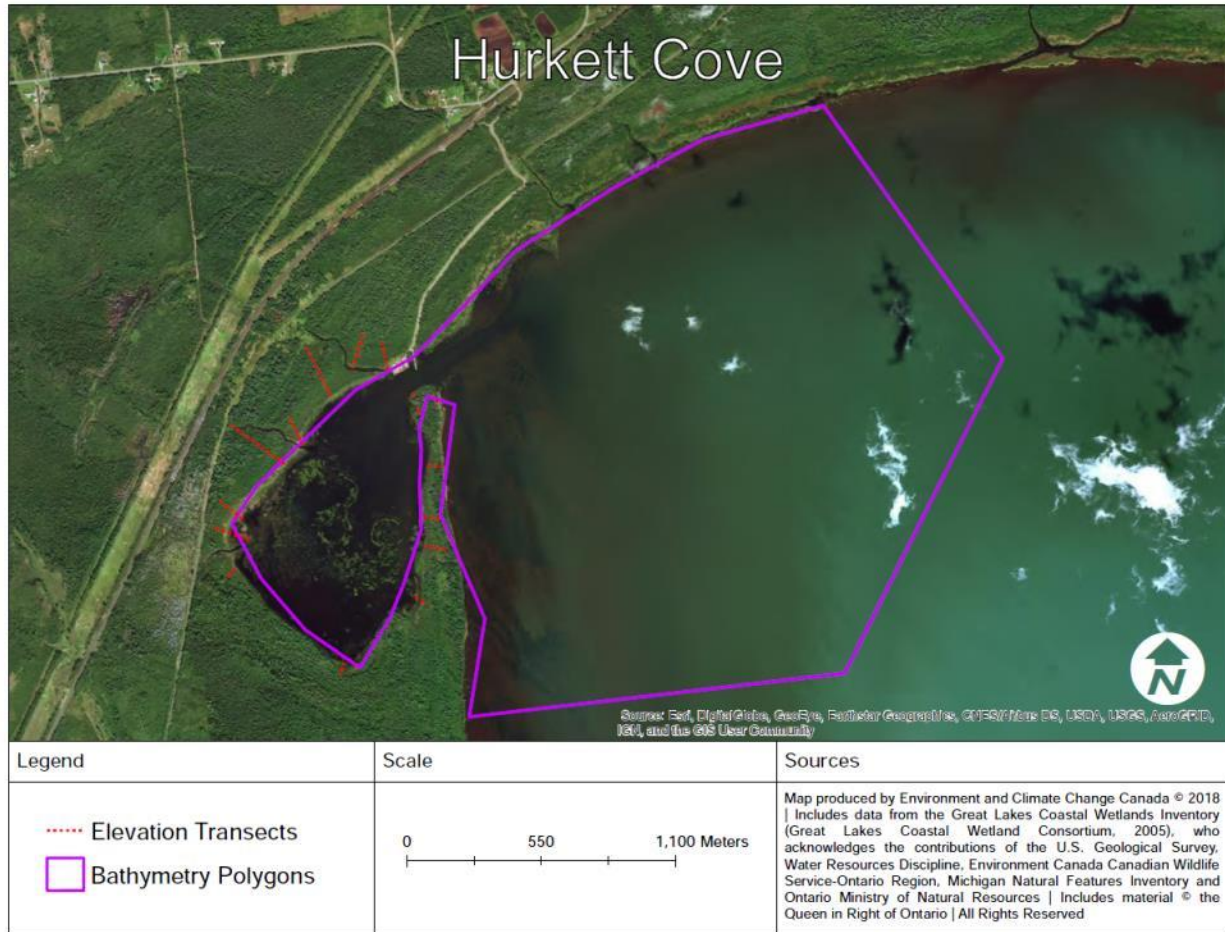 Hurkett Cove
N
Source: Esri, DigitalGlobe, GeoEye, Earthstar Geographics, CNES/Airbus DS, USDA, USGS, AeroGRID,
IGN, and the GIS User Community
Legend
Elevation Transects
Bathymetry Polygons
Scale
0 550 1,100 Meters
Sources
Map produced by Environment and Climate Change Canada © 2018
| Includes data from the Great Lakes Coastal Wetlands Inventory
(Great Lakes Coastal Wetland Consortium, 2005), who
acknowledges the contributions of the U.S. Geological Survey,
Water Resources Discipline, Environment Canada Canadian Wildlife
Service-Ontario Region, Michigan Natural Features Inventory and
Ontario Ministry of Natural Resources | Includes material © the
Queen in Right of Ontario | All Rights Reserved